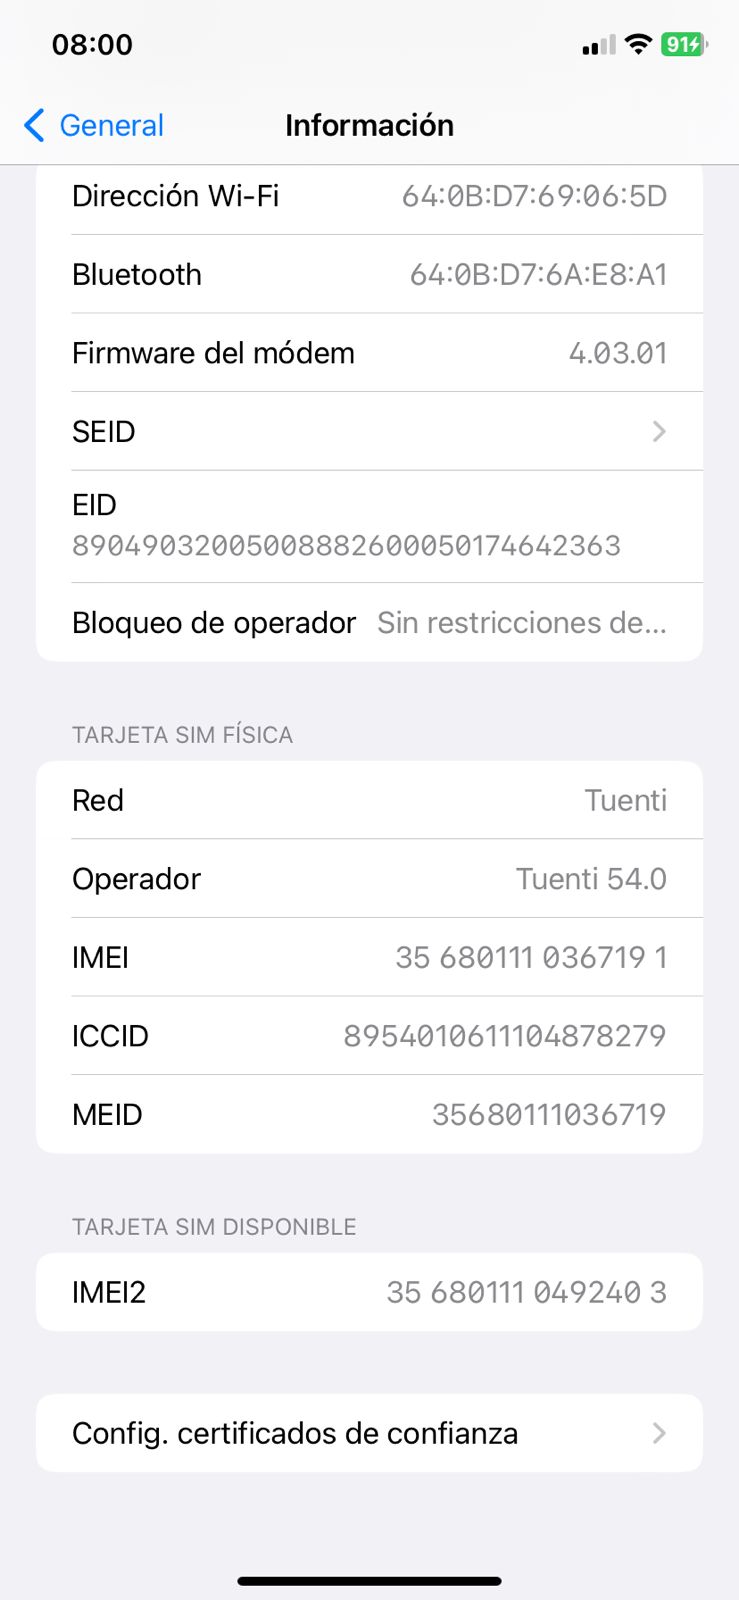 08:00
91
General
Información
Dirección Wi-Fi 64:0B:D7:69:06:5D
Bluetooth 64:0B:D7:6A:E8:A1
Firmware del módem 4.03.01
SEID
EID
89049032005008882600050174642363
Bloqueo de operador Sin restricciones de...
TARJETA SIM FÍSICA
Red Tuenti
Operador Tuenti 54.0
IMEI 35 680111 036719 1
ICCID 8954010611104878279
MEID 35680111036719
TARJETA SIM DISPONIBLE
IMEI2 35 680111 049240 3
Config. certificados de confianza